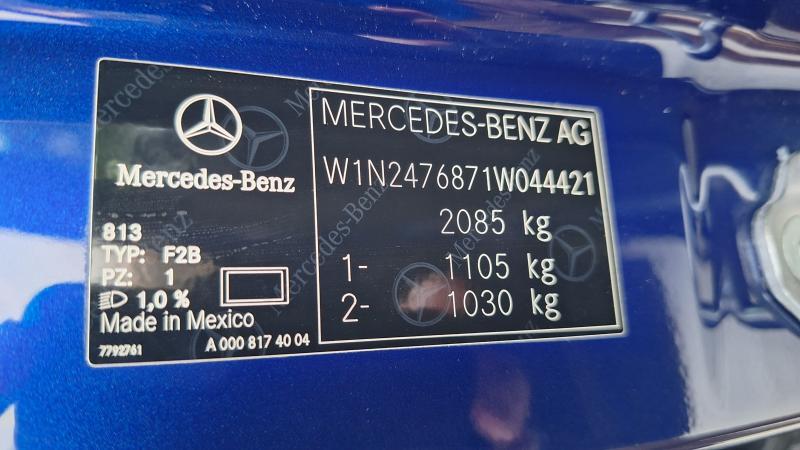 Mercedes-Benz
813
TYP: F2B
PZ: 1
1,0 %
Made in Mexico
7792761
A 000 817 40 04
MERCEDES-BENZ AG
W1N2476871W044421
2085 kg
1- 1105 kg
2- 1030 kg